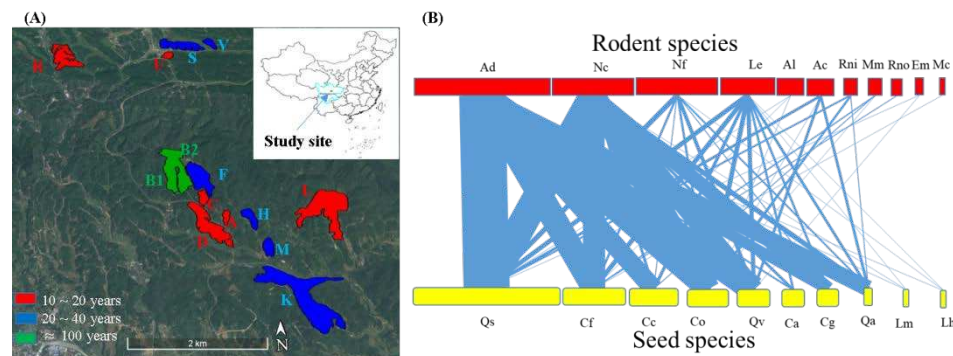 (A)
V
S
B
study site
Study site
B2
B1
F
H
M
K
D
10 ~ 20 years
20 ~ 40 years
≈ 100 years
2 km
N
(B)
Rodent species
Ad Nc Nf Le Al Ac Rni Mm Rno Em Mc
Qs Cf Cc Co Qv Ca Cg Qa Lm Lh
Seed species